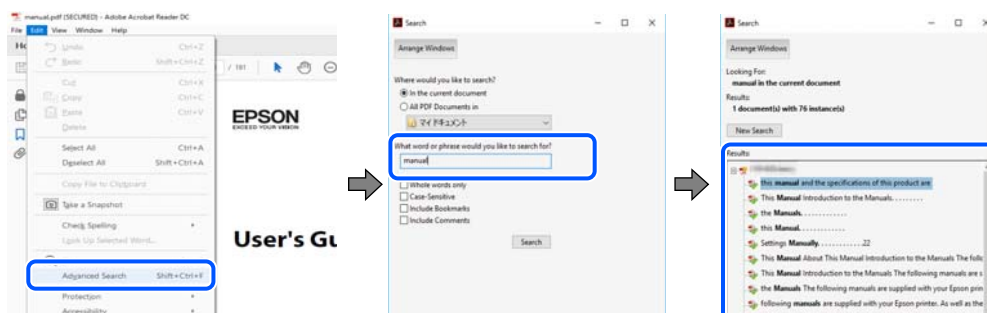 manual.pdf (SECURED) - Adobe Acrobat Reader DC
File Edit View Window Help
Undo Ctrl+Z
Redo Shift+Ctrl+Z
Cut Ctrl+X
Copy Ctrl+C
Paste Ctrl+V
Delete
Select All Ctrl+A
Deselect All Shift+Ctrl+A
Copy File to Clipboard
Take a Snapshot
Check Spelling
Look Up Selected Word...
Advanced Search Shift+Ctrl+F
Protection
Accessibility
/ 191
EPSON
EXCEED YOUR VISION
User's Gu
Search
Arrange Windows
Where would you like to search?
In the current document
All PDF Documents in
マイ ドキュメント
What word or phrase would you like to search for?
manual
Whole words only
Case-Sensitive
Include Bookmarks
Include Comments
Search
Search
Arrange Windows
Looking For:
manual in the current document
Results:
1 document(s) with 76 instance(s)
New Search
Results:
this manual and the specifications of this product are
This Manual Introduction to the Manuals. . . . . . . . .
the Manuals. . . . . . . . . . . . .
this Manual. . . . . . . . . . . . .
Settings Manually. . . . . . . . . . . . .22
This Manual About This Manual Introduction to the Manuals The follo
This Manual Introduction to the Manuals The following manuals are s
the Manuals The following manuals are supplied with your Epson prin
following manuals are supplied with your Epson printer. As well as the